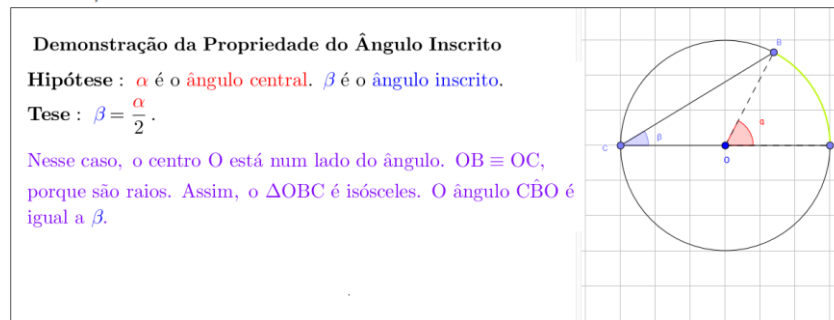 Demonstração da Propriedade do Ângulo Inscrito
Hipótese : α é o ângulo central. β é o ângulo inscrito.
Tese : β = α/2 .
Nesse caso, o centro O está num lado do ângulo. OB ≡ OC,
porque são raios. Assim, o ΔOBC é isósceles. O ângulo CB̂O é
igual a β.
B
α
β
C
O